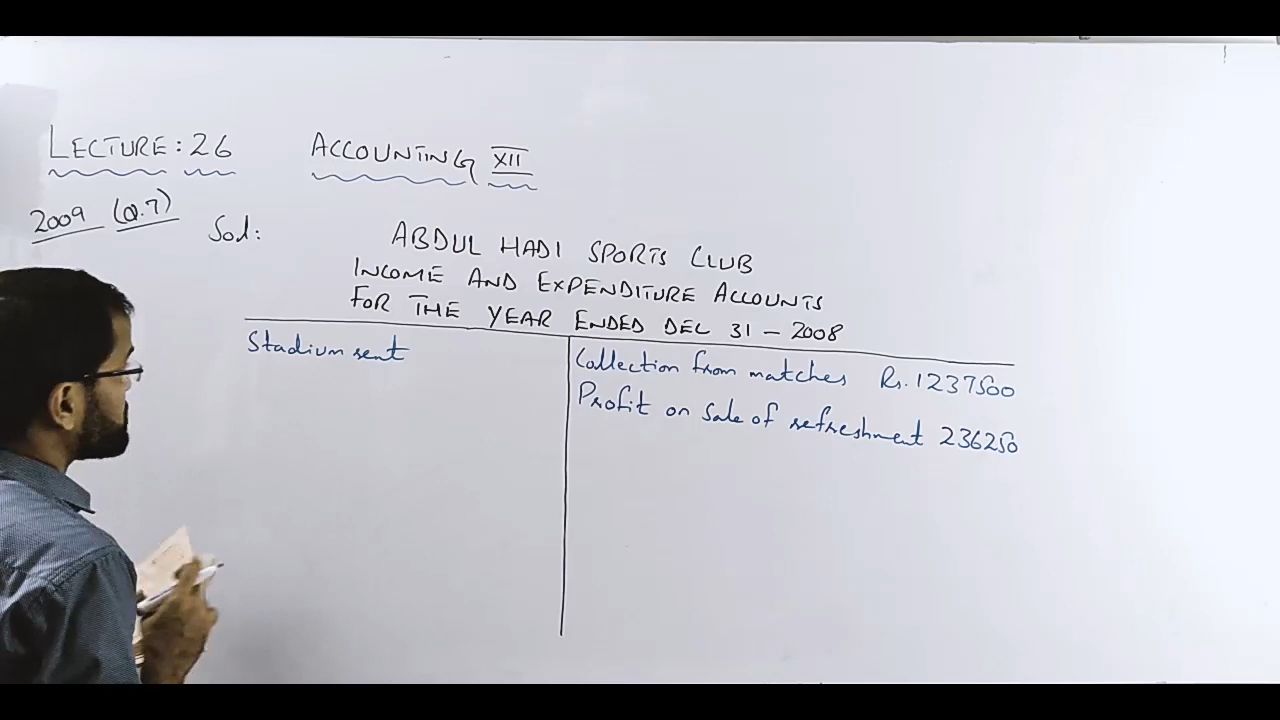 LECTURE: 26 ACCOUNTING XII
2009 (Q.7) Sol:
ABDUL HADI SPORTS CLUB
INCOME AND EXPENDITURE ACCOUNTS
FOR THE YEAR ENDED DEC 31 - 2008
Stadium rent
Collection from matches Rs. 1237500
Profit on sale of refreshment 236250